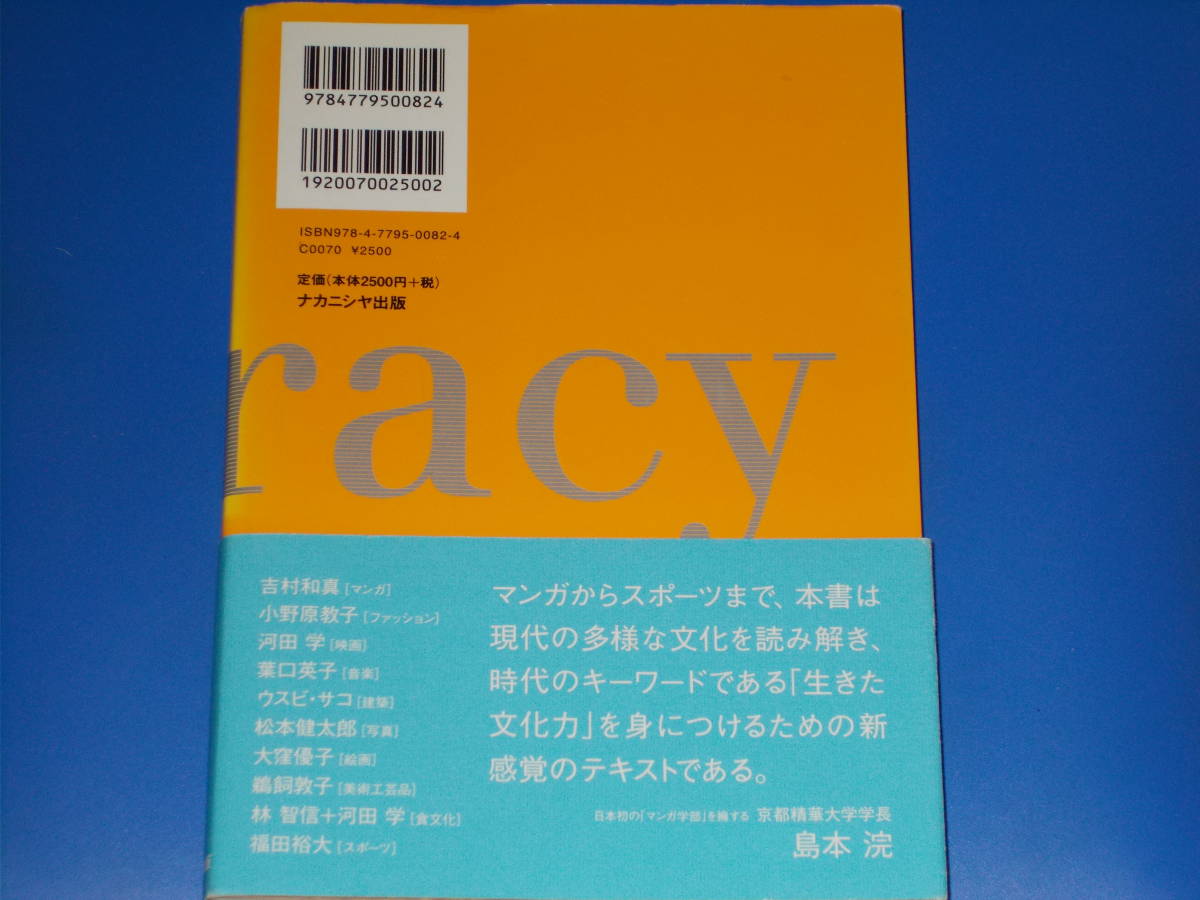 9784779500824
1920070025002
ISBN978-4-7795-0082-4
C0070 ¥2500
定価(本体2500円+税)
ナカニシヤ出版
racy
吉村和真[マンガ]
小野原教子[ファッション]
河田 学[映画]
葉口英子[音楽]
ウスビ・サコ[建築]
松本健太郎[写真]
大窪優子[絵画]
鵜飼敦子[美術工芸品]
林 智信+河田 学[食文化]
福田裕大[スポーツ]
マンガからスポーツまで、本書は
現代の多様な文化を読み解き、
時代のキーワードである「生きた
文化力」を身につけるための新
感覚のテキストである。
日本初の「マンガ学部」を擁する 京都精華大学学長
島本 浣